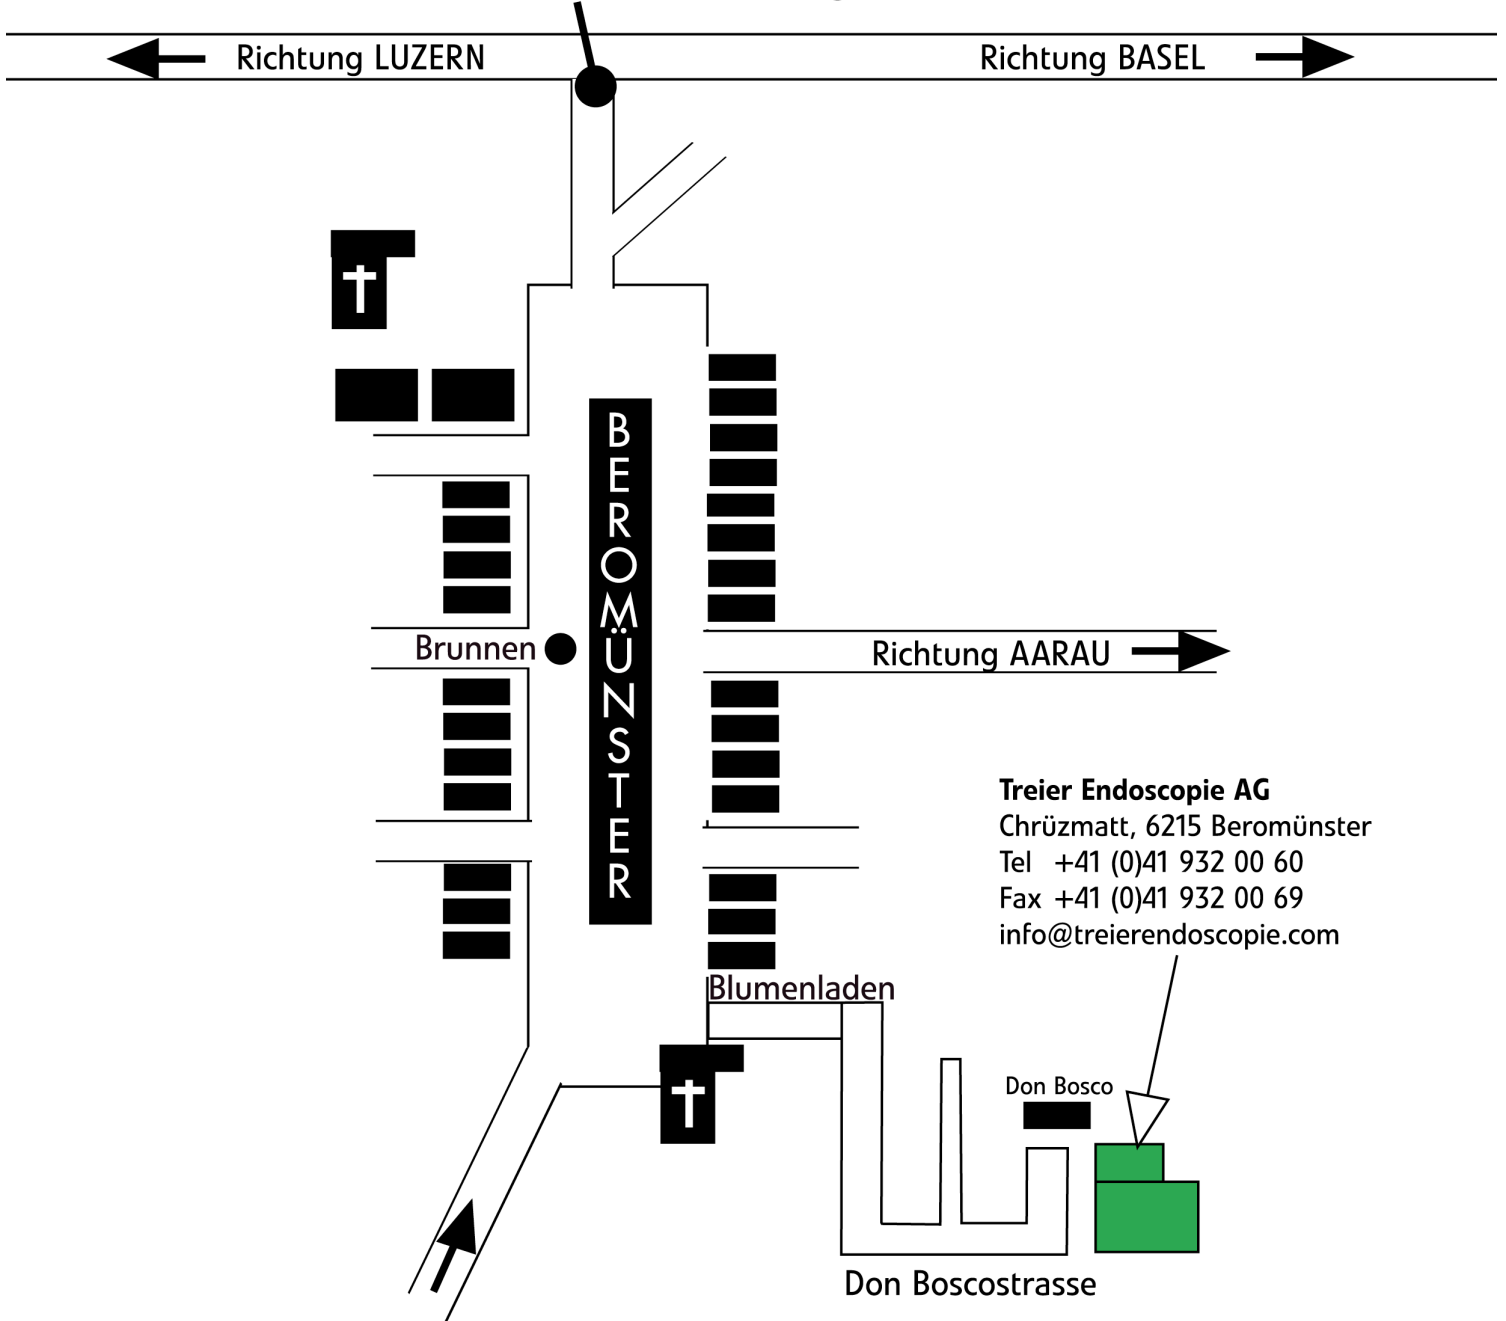 Richtung LUZERN
Richtung BASEL
BEROMÜNSTER
Brunnen
Richtung AARAU
Treier Endoscopie AG
Chrüzmatt, 6215 Beromünster
Tel +41 (0)41 932 00 60
Fax +41 (0)41 932 00 69
info@treierendoscopie.com
Blumenladen
Don Bosco
Don Boscostrasse